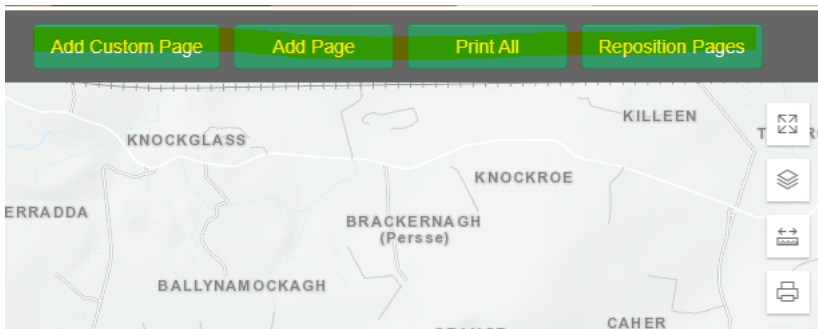 Add Custom Page
Add Page
Print All
Reposition Pages
KILLEEN
KNOCKGLASS
KNOCKROE
ERRADDA
BRACKERNAGH
(Persse)
BALLYNAMOCKAGH
CAHER